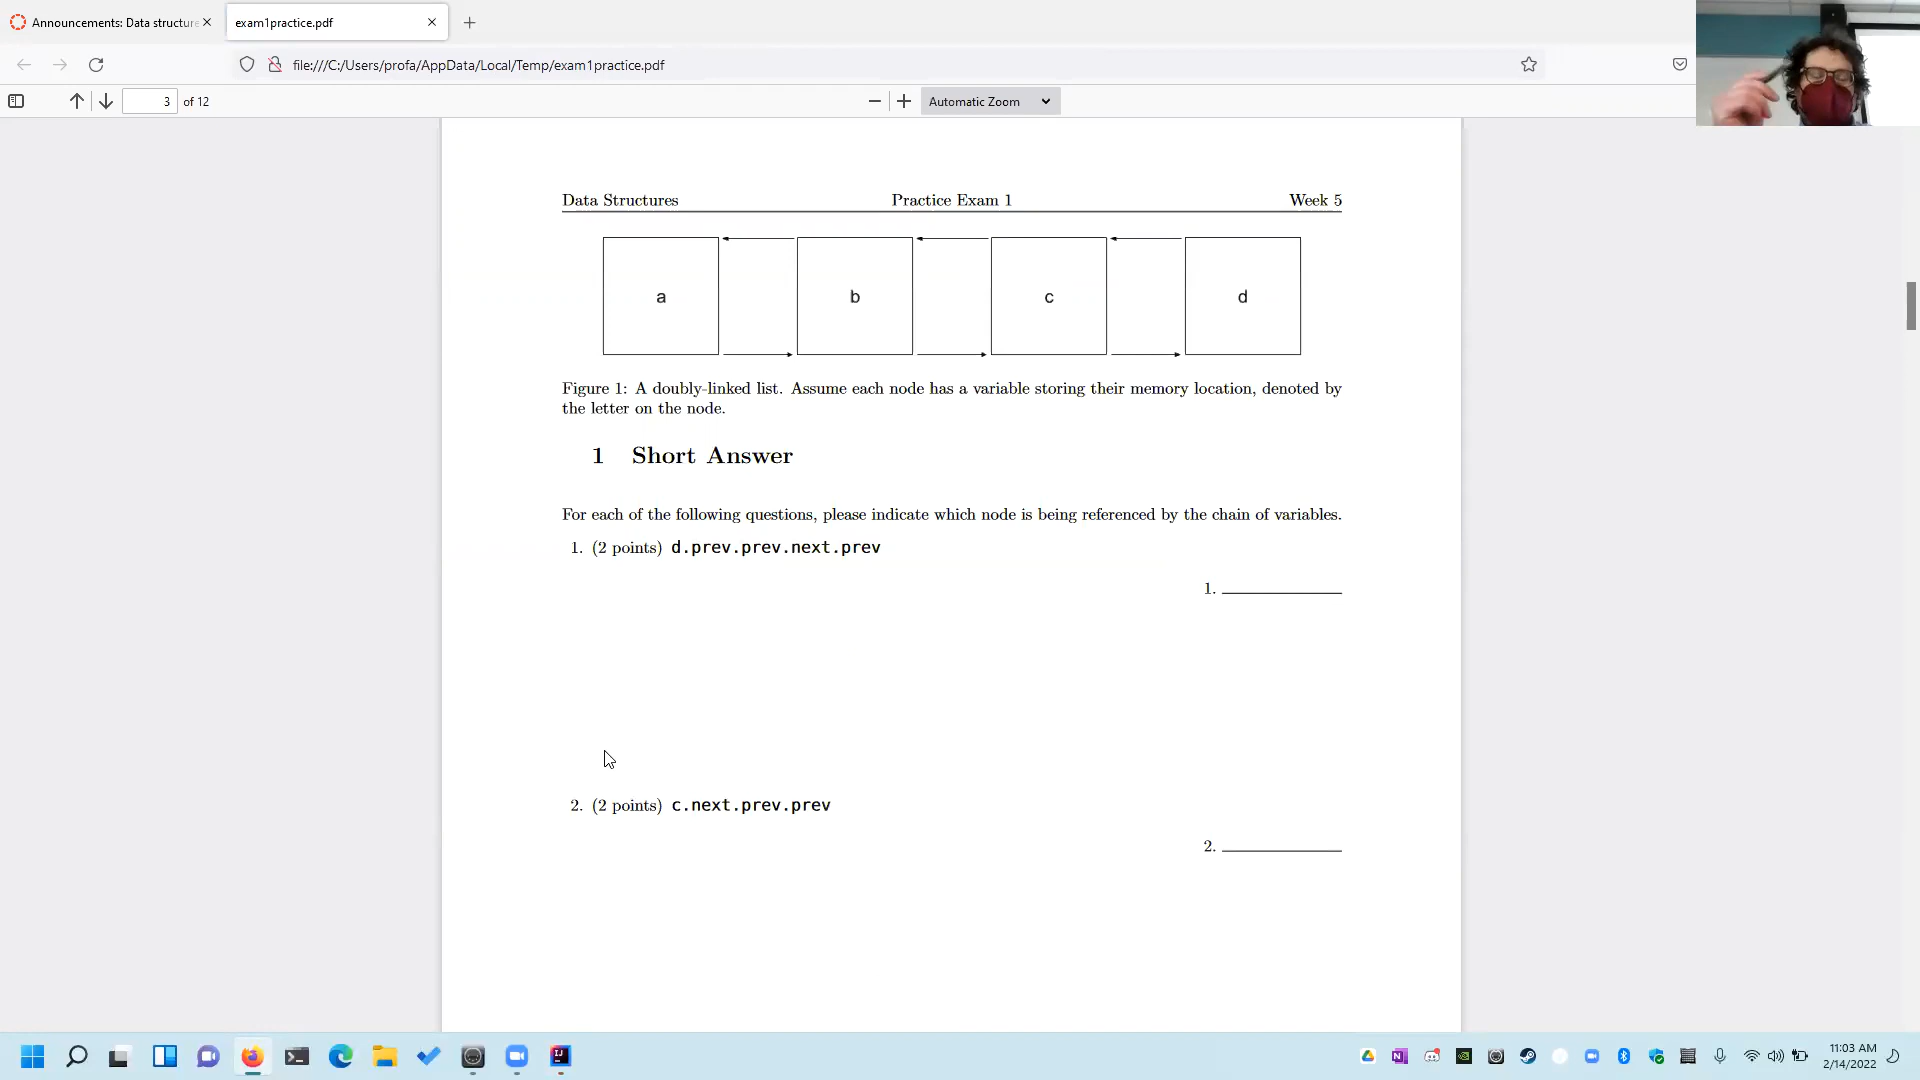 Announcements: Data structure
exam1practice.pdf
file:///C:/Users/profa/AppData/Local/Temp/exam1practice.pdf
3 of 12
Automatic Zoom
Data Structures Practice Exam 1 Week 5
a b c d
Figure 1: A doubly-linked list. Assume each node has a variable storing their memory location, denoted by
the letter on the node.
1 Short Answer
For each of the following questions, please indicate which node is being referenced by the chain of variables.
1. (2 points) d.prev.prev.next.prev
1.
2. (2 points) c.next.prev.prev
2.
11:03 AM
2/14/2022